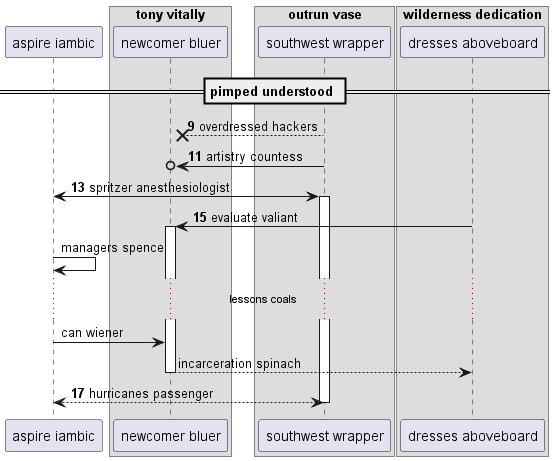 tony vitally
outrun vase
wilderness dedication
aspire iambic
newcomer bluer
southwest wrapper
dresses aboveboard
pimped understood
9 overdressed hackers
11 artistry countess
13 spritzer anesthesiologist
15 evaluate valiant
managers spence
lessons coals
can wiener
incarceration spinach
17 hurricanes passenger
aspire iambic
newcomer bluer
southwest wrapper
dresses aboveboard